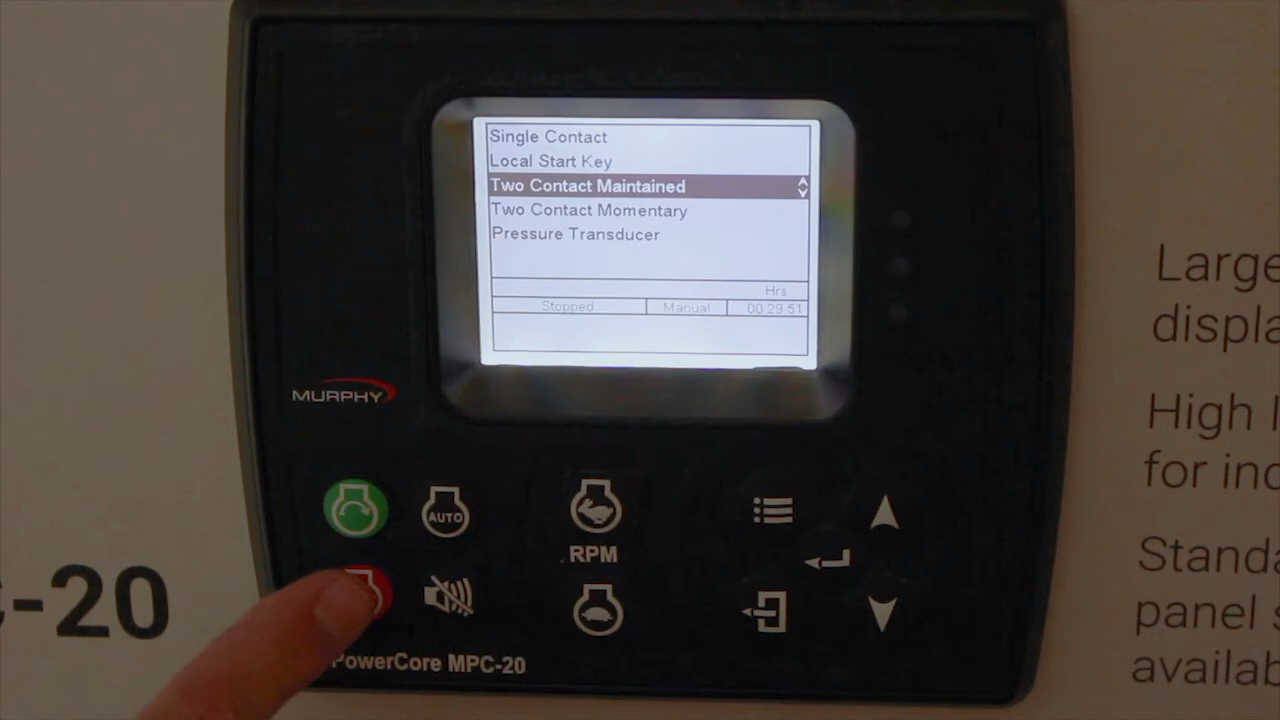 Single Contact
Local Start Key
Two Contact Maintained
Two Contact Momentary
Pressure Transducer
Hrs
Stopped Manual 00:29:51
MURPHY
AUTO
RPM
PowerCore MPC-20
-20
Large
displa
High
for inc
Standa
panel s
availab